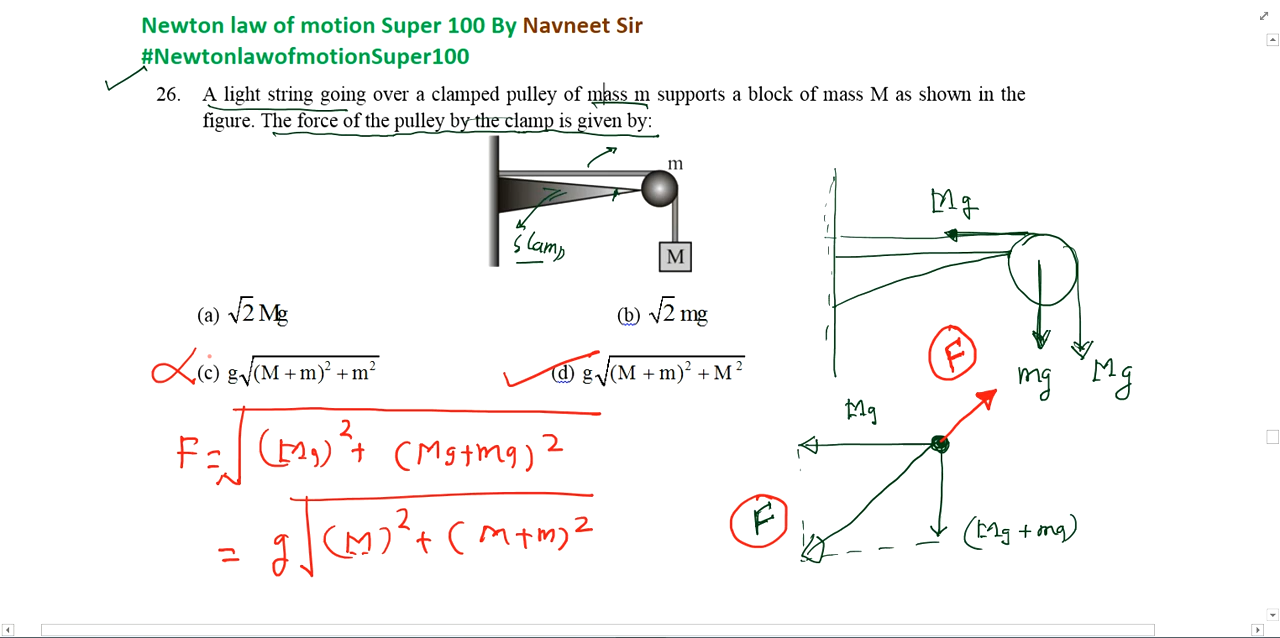 Newton law of motion Super 100 By Navneet Sir
#NewtonlawofmotionSuper100
26. A light string going over a clamped pulley of mass m supports a block of mass M as shown in the
figure. The force of the pulley by the clamp is given by:
m
Slamp
M
Mg
mg
Mg
(a) √2 Mg
(b) √2 mg
(c) g√((M + m)² + m²)
(d) g√((M + m)² + M²)
F
Mg
F = √((Mg)² + (Mg+mg)²)
F
(Mg + mg)
= g√((M)² + (M+m)²)